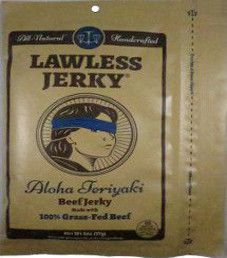 All-Natural Handcrafted
LAWLESS
JERKY®
Aloha Teriyaki
Beef Jerky
Made with
100% Grass-Fed Beef